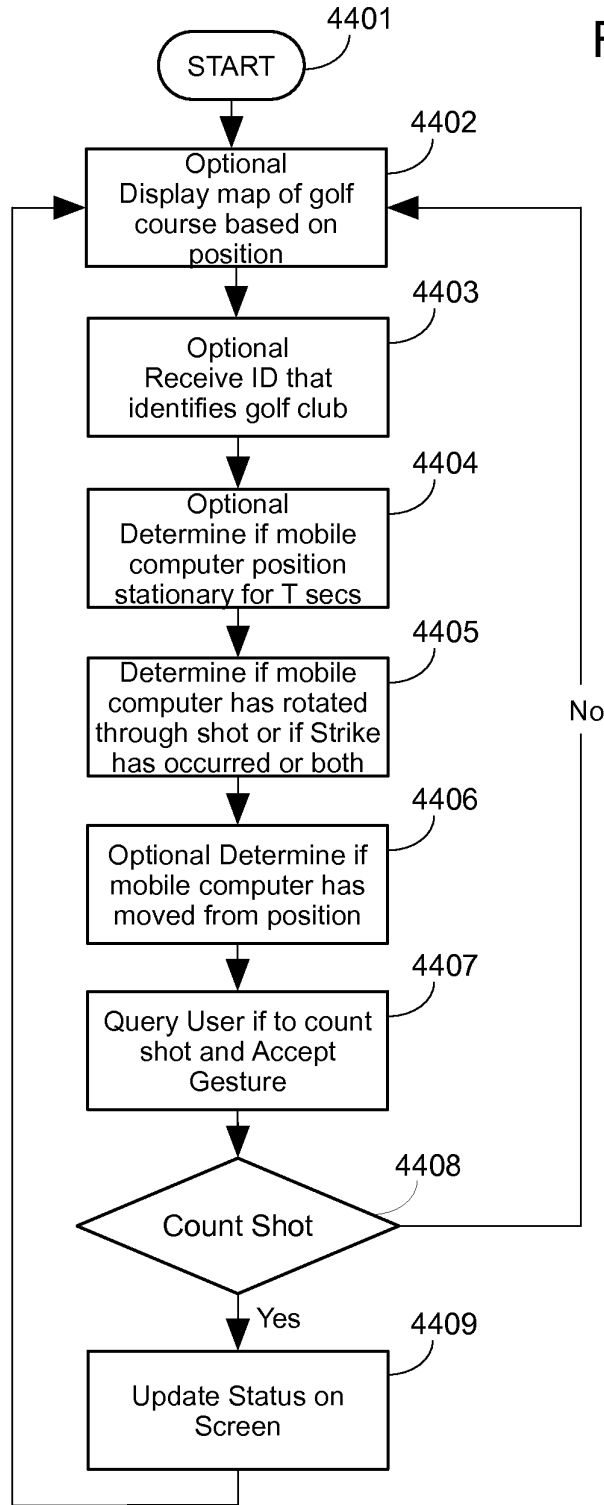 4401
START
4402
Optional
Display map of golf
course based on
position
4403
Optional
Receive ID that
identifies golf club
4404
Optional
Determine if mobile
computer position
stationary for T secs
4405
Determine if mobile
computer has rotated
through shot or if Strike
has occurred or both
No
4406
Optional Determine if
mobile computer has
moved from position
4407
Query User if to count
shot and Accept
Gesture
4408
Count Shot
Yes
4409
Update Status on
Screen